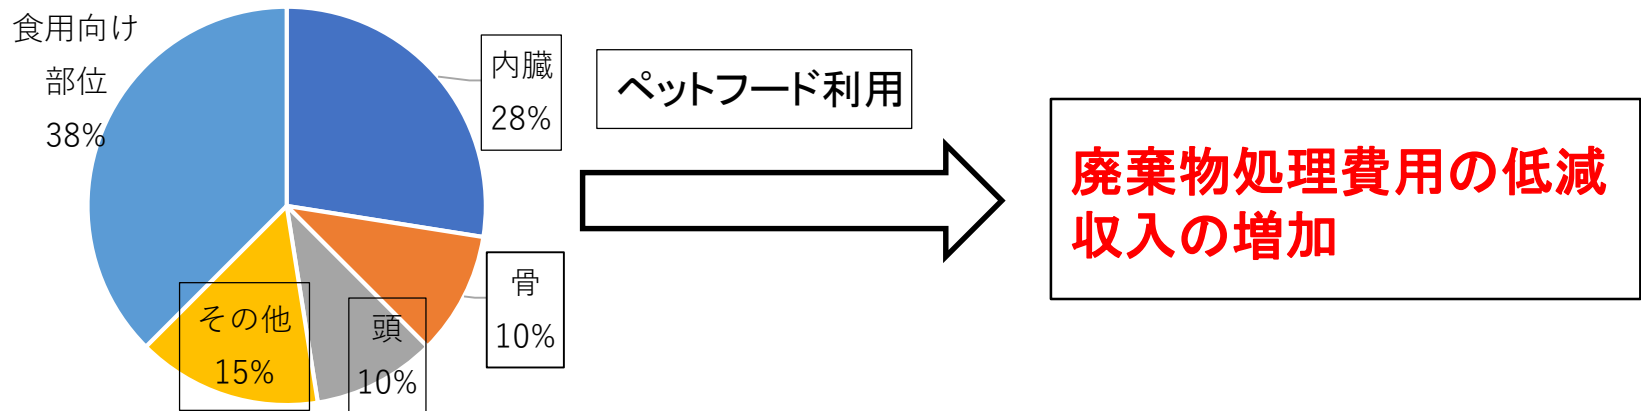 食用向け
部位
38%
内臓
28%
骨
10%
頭
10%
その他
15%
ペットフード利用
廃棄物処理費用の低減
収入の増加